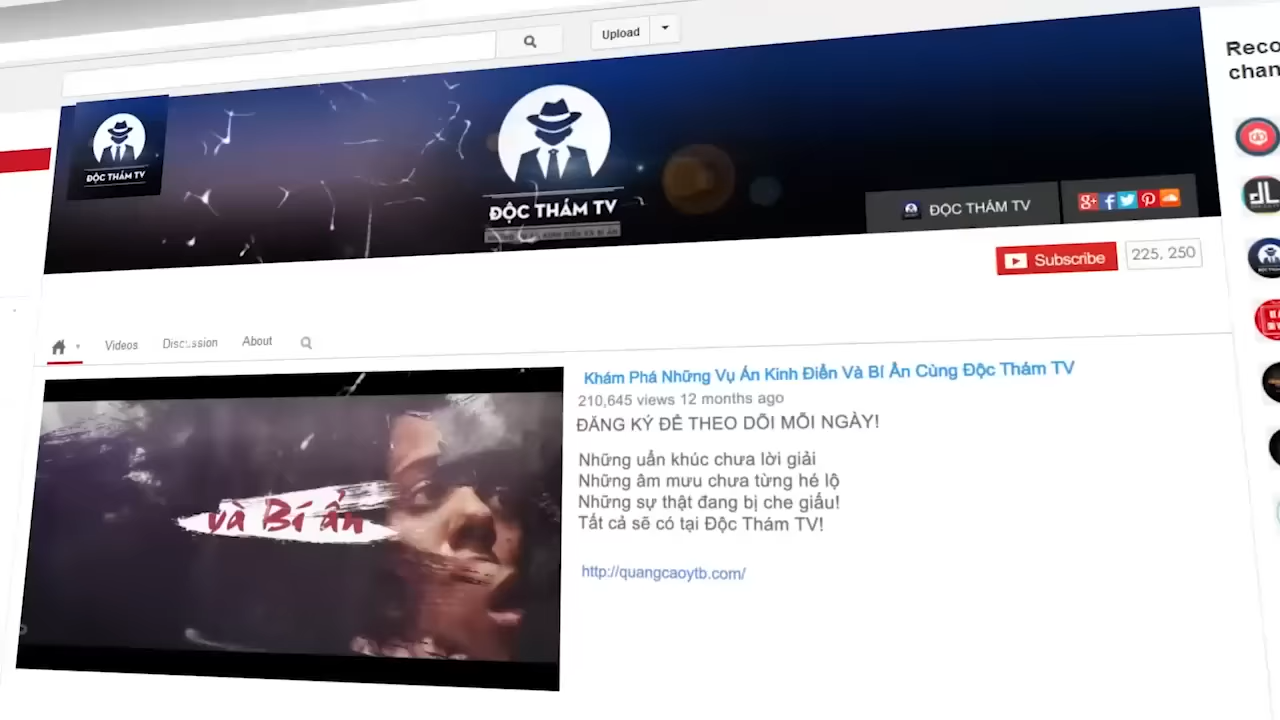 Upload
Reco
chan
ĐỘC THÁM TV
ĐỘC THÁM TV
ĐỘC THÁM TV
g+ f
dL
Subscribe
225, 250
Videos
Discussion
About
Khám Phá Những Vụ Án Kinh Điển Và Bí Ẩn Cùng Độc Thám TV
210,645 views 12 months ago
ĐĂNG KÝ ĐỂ THEO DÕI MỖI NGÀY!
Những uẩn khúc chưa lời giải
Những âm mưu chưa từng hé lộ
Những sự thật đang bị che giấu!
Tất cả sẽ có tại Độc Thám TV!
và Bí ẩn
http://quangcaoytb.com/